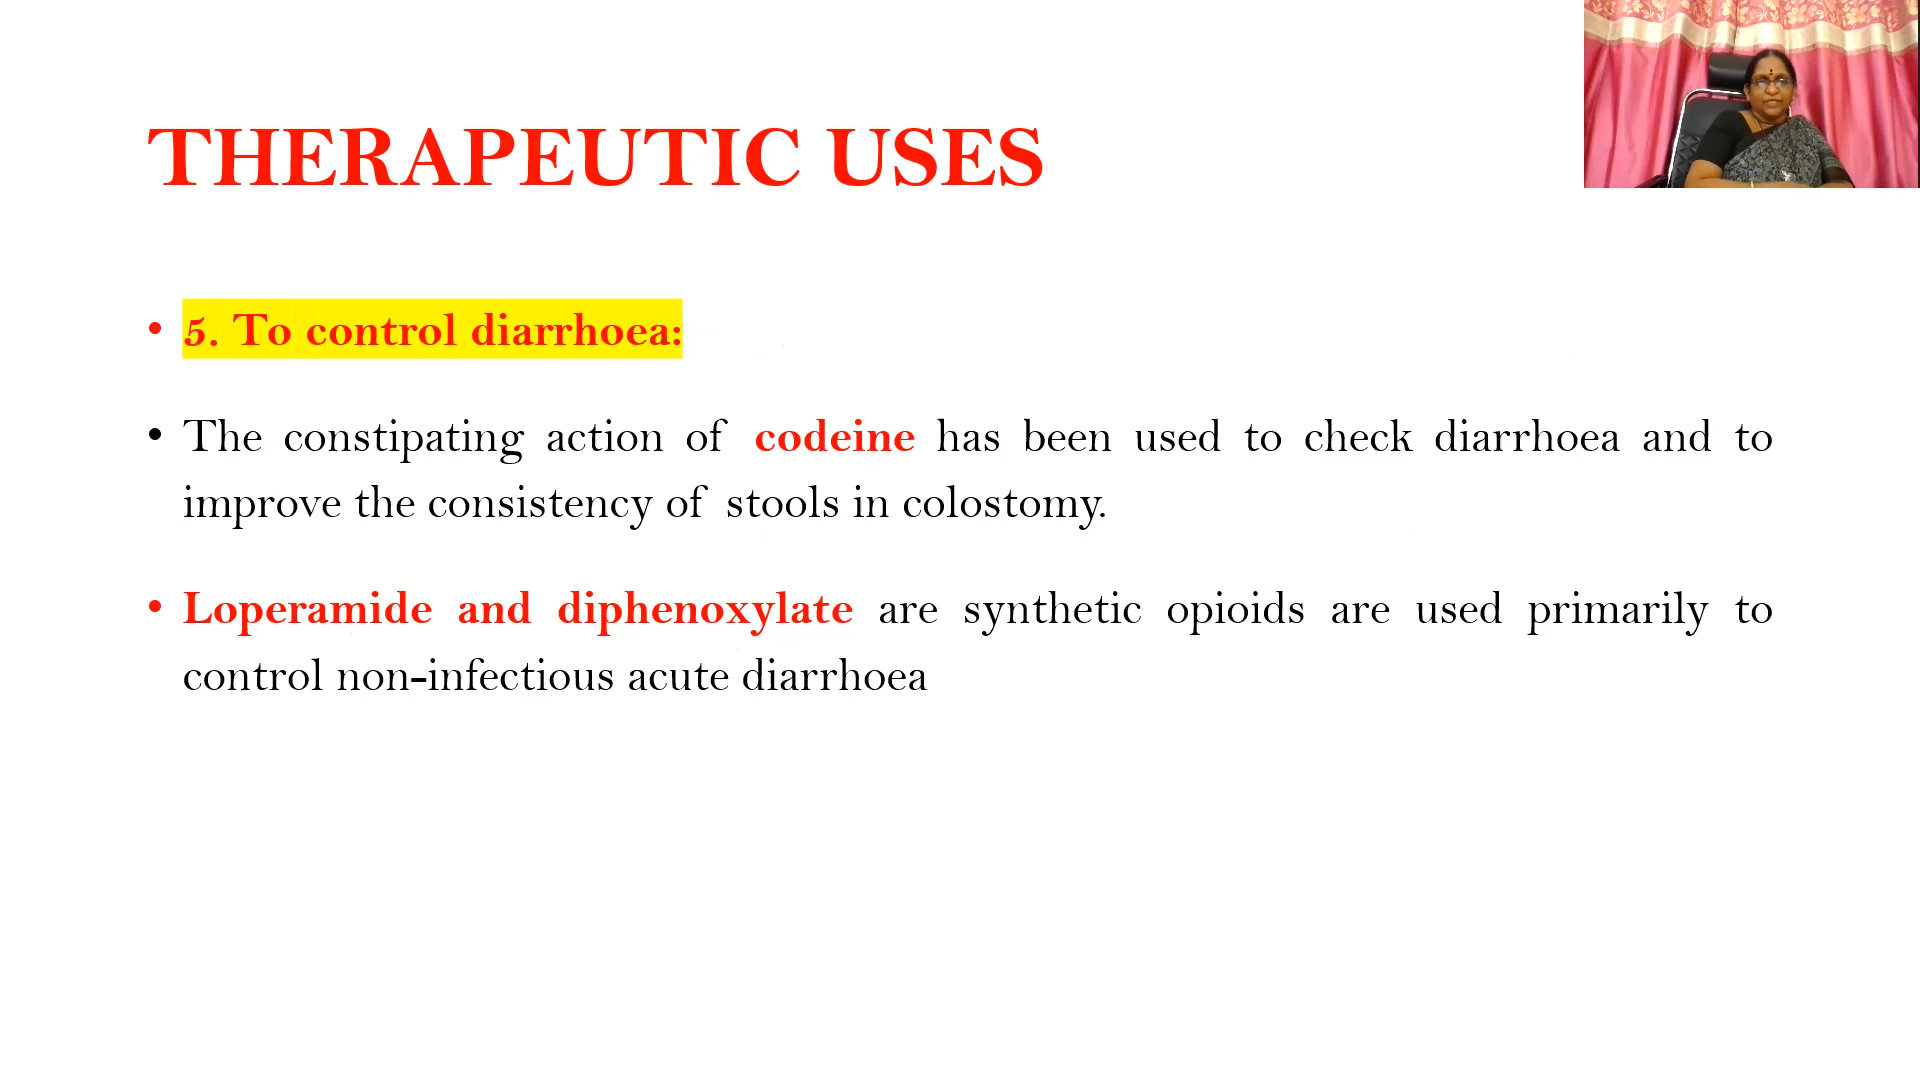 THERAPEUTIC USES
• 5. To control diarrhoea:
• The constipating action of codeine has been used to check diarrhoea and to
improve the consistency of stools in colostomy.
• Loperamide and diphenoxylate are synthetic opioids are used primarily to
control non-infectious acute diarrhoea